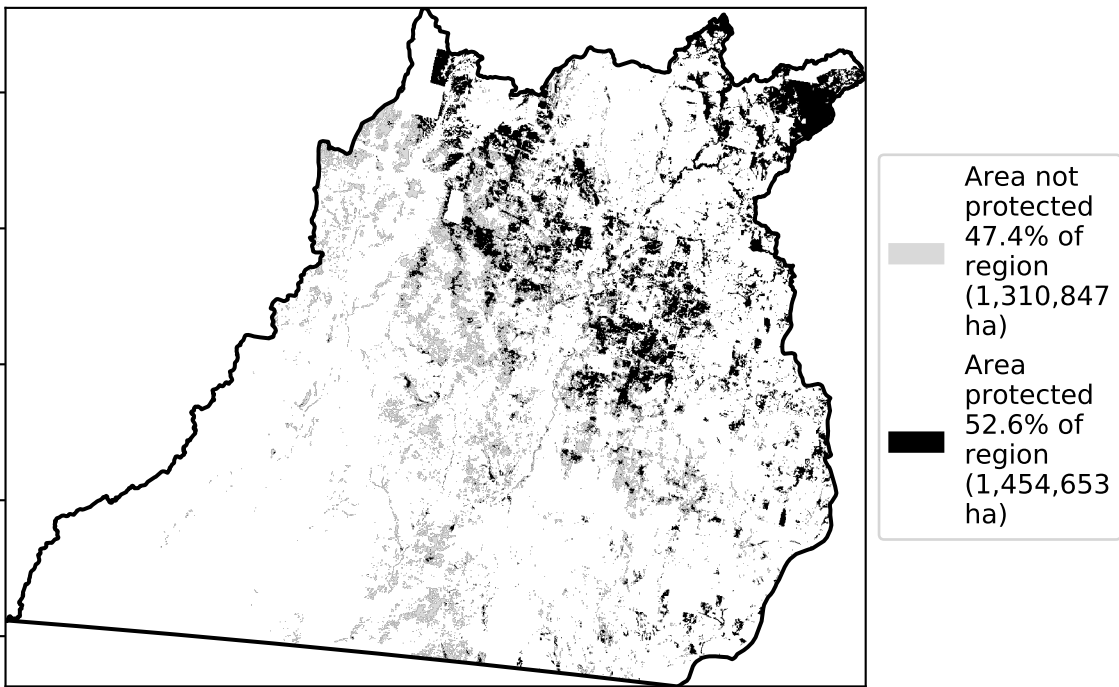 Area not
protected
47.4% of
region
(1,310,847
ha)
Area
protected
52.6% of
region
(1,454,653
ha)